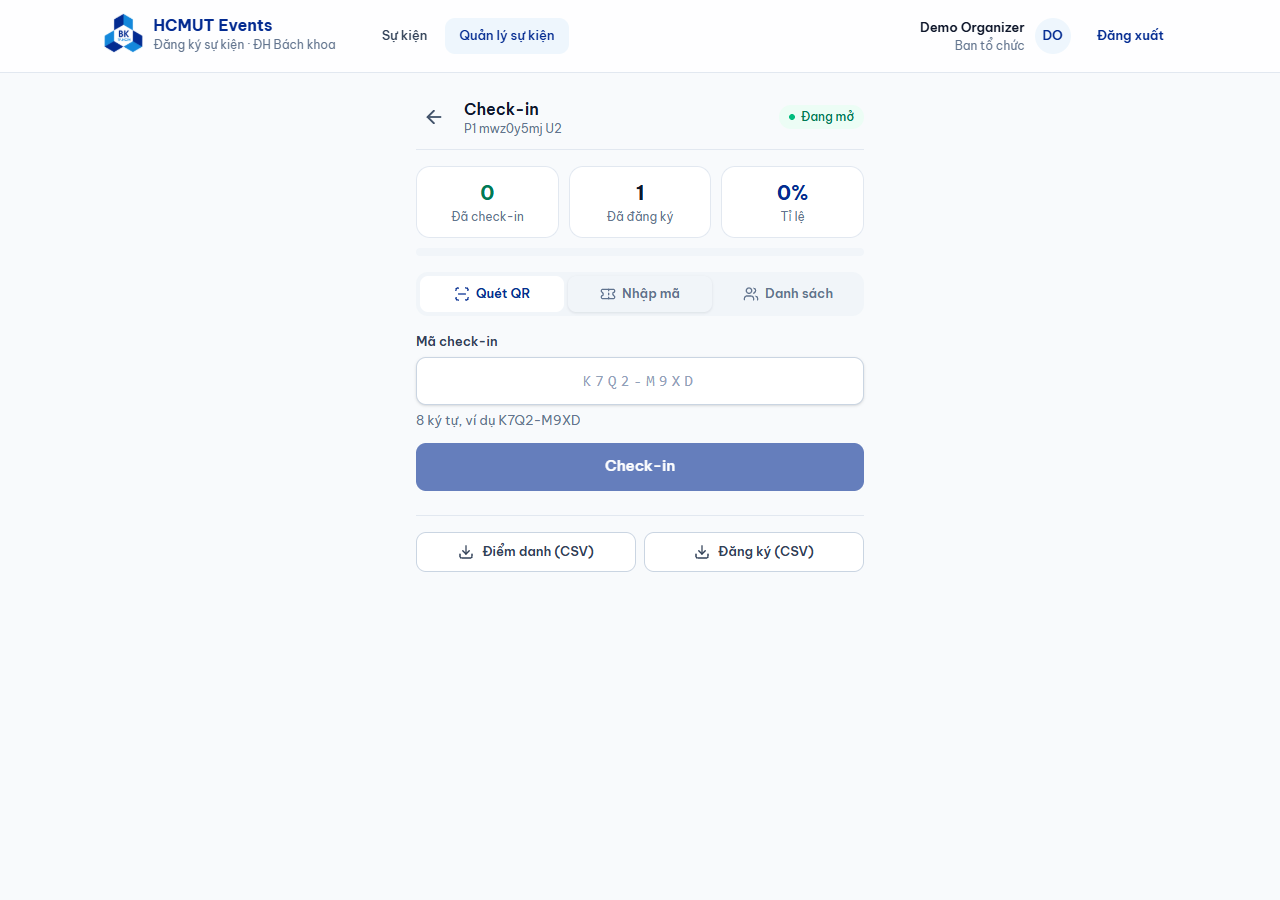 BK
HCMUT Events
Đăng ký sự kiện · ĐH Bách khoa
Sự kiện
Quản lý sự kiện
Demo Organizer
Ban tổ chức
DO
Đăng xuất
Check-in
P1 mwz0y5mj U2
Đang mở
0
Đã check-in
1
Đã đăng ký
0%
Tỉ lệ
Quét QR
Nhập mã
Danh sách
Mã check-in
K7Q2-M9XD
8 ký tự, ví dụ K7Q2-M9XD
Check-in
Điểm danh (CSV)
Đăng ký (CSV)